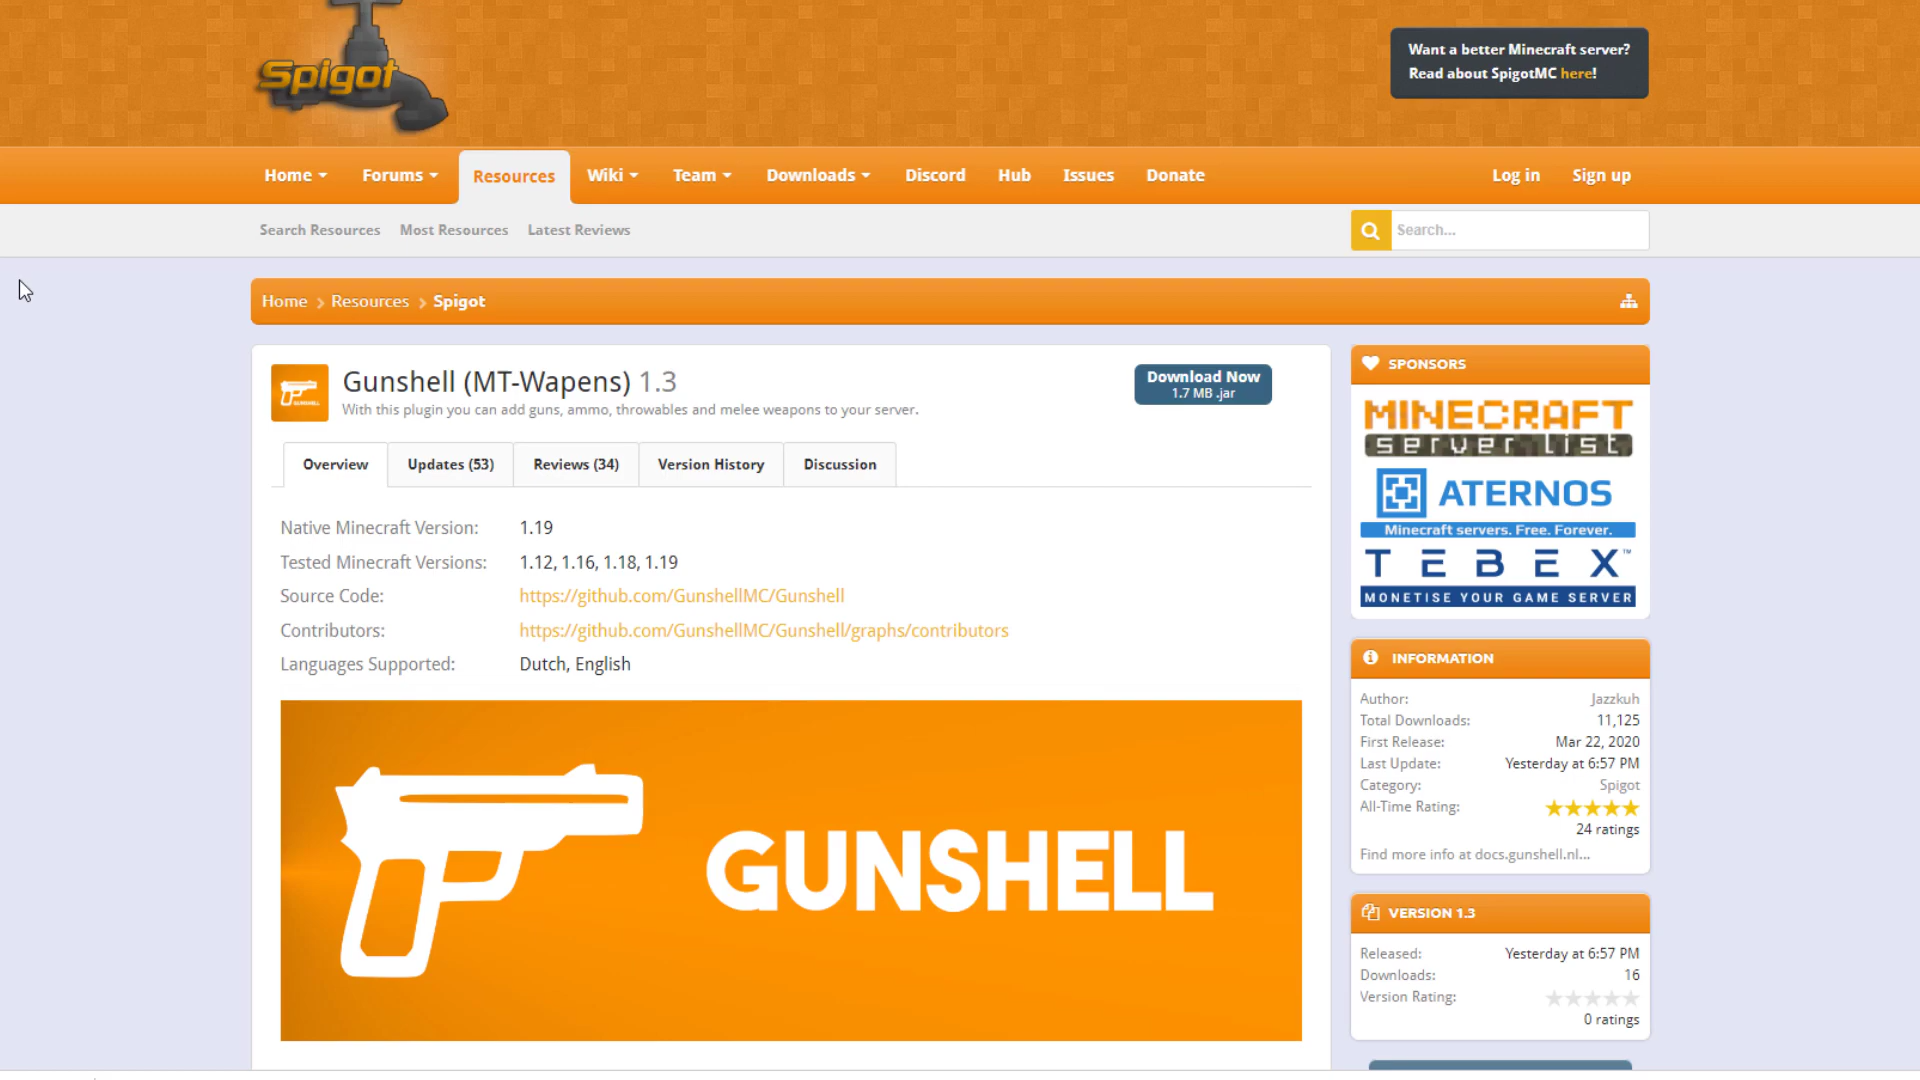 Spigot
Want a better Minecraft server?
Read about SpigotMC here!
Home Forums Resources Wiki Team Downloads Discord Hub Issues Donate Log in Sign up
Search Resources Most Resources Latest Reviews Search...
Home Resources Spigot
Gunshell (MT-Wapens) 1.3
With this plugin you can add guns, ammo, throwables and melee weapons to your server.
Download Now
1.7 MB .jar
Overview Updates (53) Reviews (34) Version History Discussion
Native Minecraft Version: 1.19
Tested Minecraft Versions: 1.12, 1.16, 1.18, 1.19
Source Code: https://github.com/GunshellMC/Gunshell
Contributors: https://github.com/GunshellMC/Gunshell/graphs/contributors
Languages Supported: Dutch, English
GUNSHELL
SPONSORS
MINECRAFT
server list
ATERNOS
Minecraft servers. Free. Forever.
TEBEX™
MONETISE YOUR GAME SERVER
INFORMATION
Author: Jazzkuh
Total Downloads: 11,125
First Release: Mar 22, 2020
Last Update: Yesterday at 6:57 PM
Category: Spigot
All-Time Rating:
24 ratings
Find more info at docs.gunshell.nl...
VERSION 1.3
Released: Yesterday at 6:57 PM
Downloads: 16
Version Rating:
0 ratings